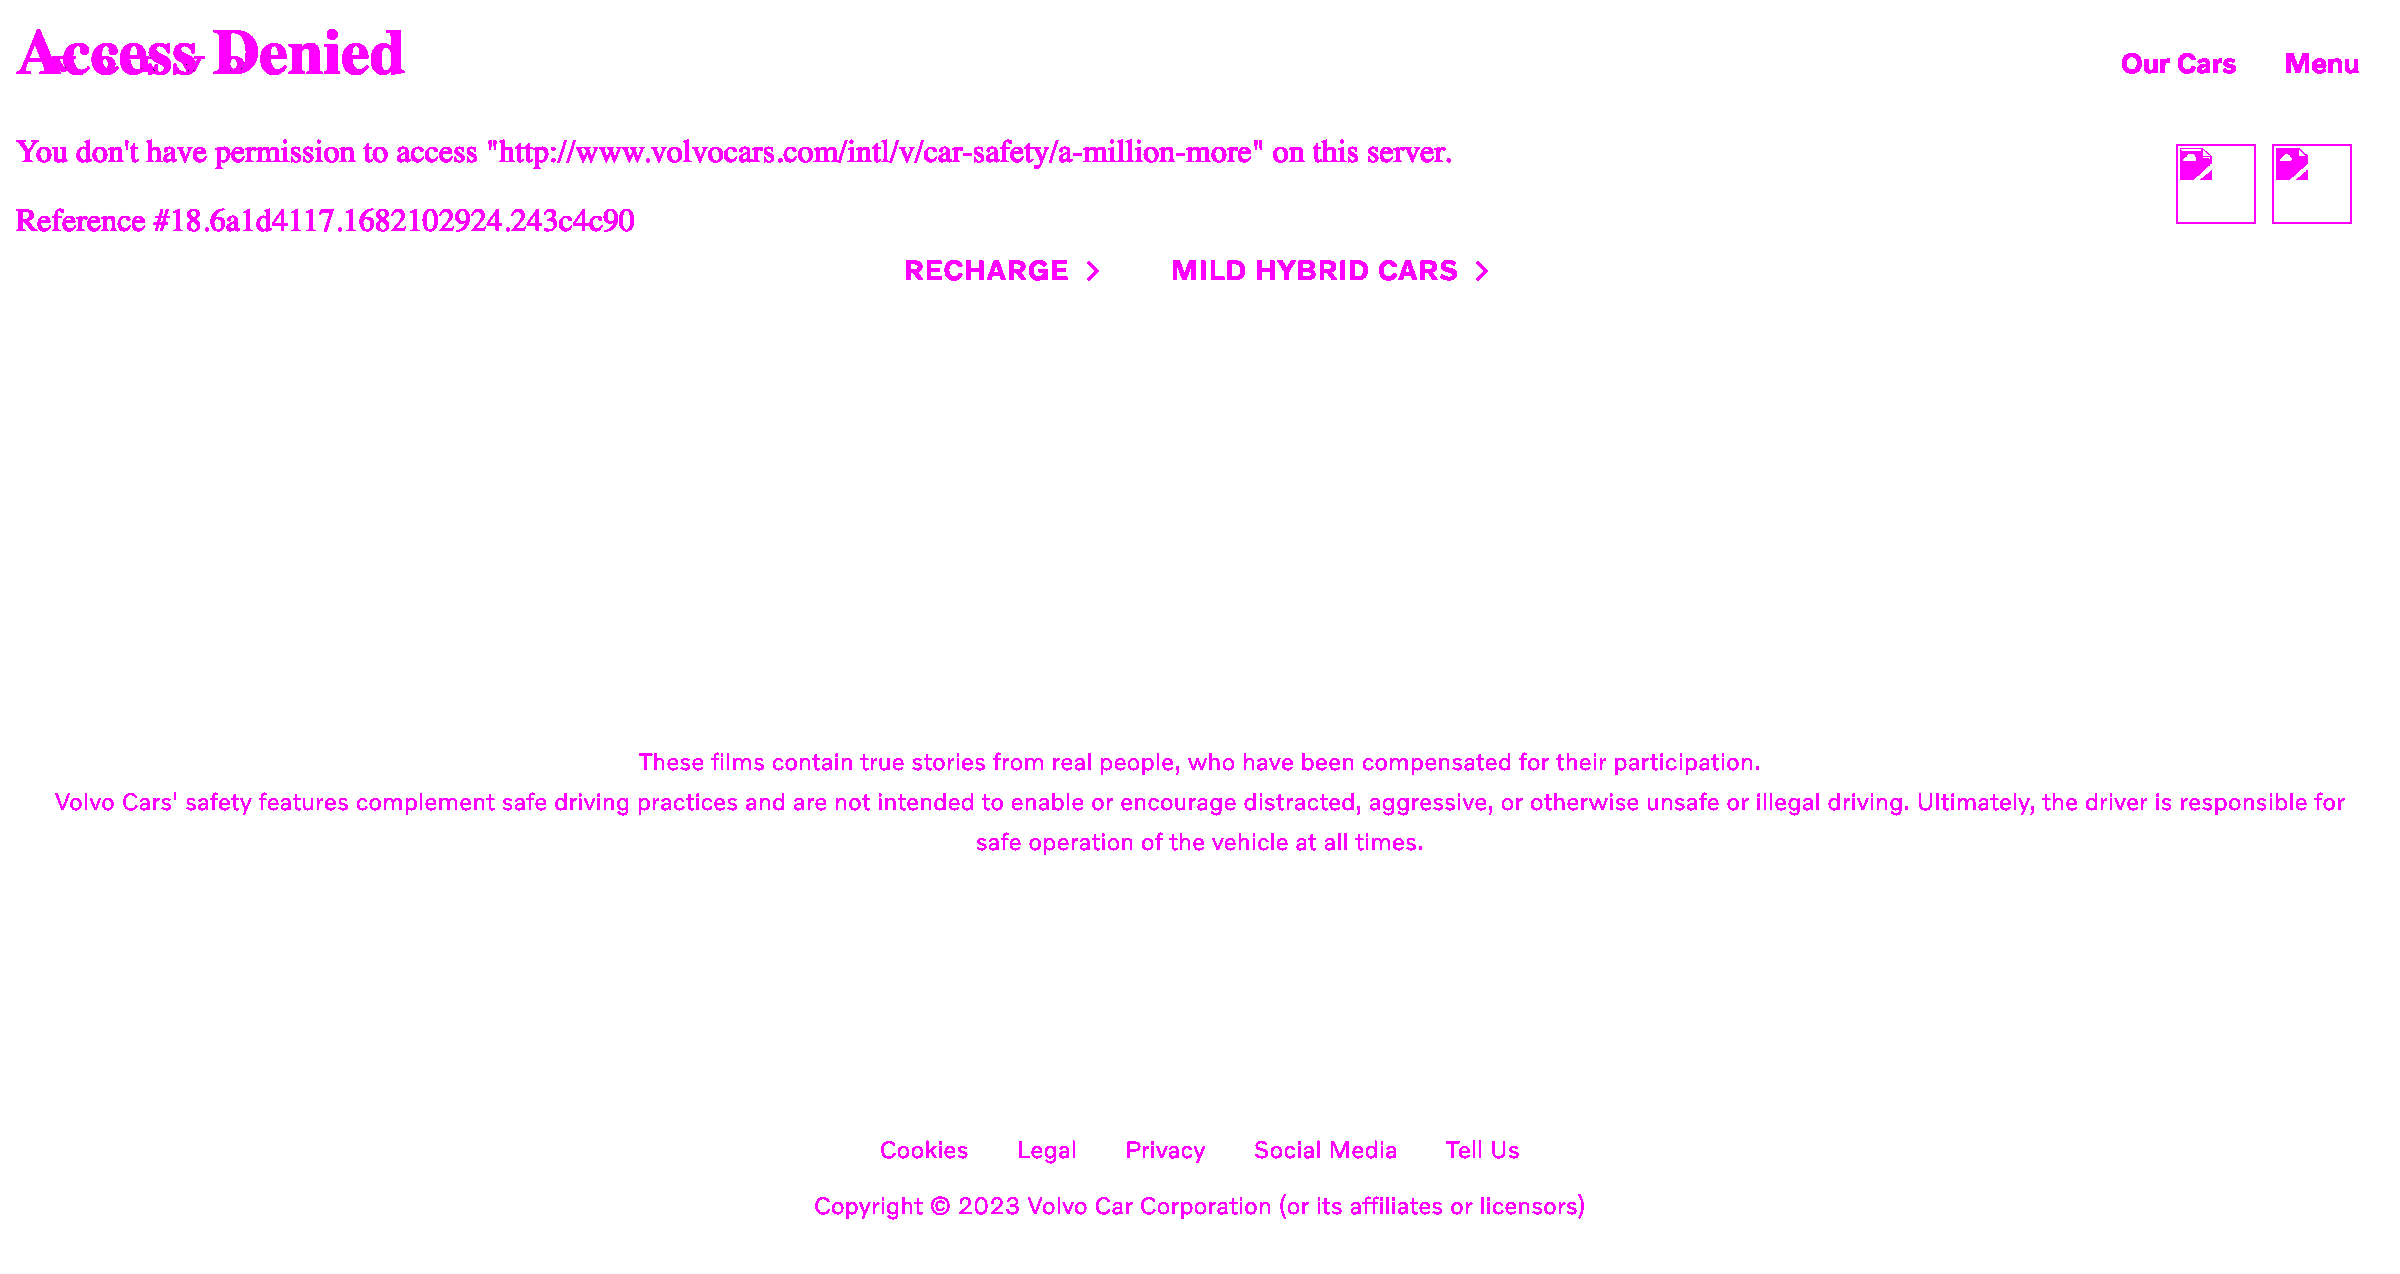 Access Denied
Our Cars Menu
You don't have permission to access "http://www.volvocars.com/intl/v/car-safety/a-million-more" on this server.
Reference #18.6a1d4117.1682102924.243c4c90
RECHARGE MILD HYBRID CARS
These films contain true stories from real people, who have been compensated for their participation.
Volvo Cars' safety features complement safe driving practices and are not intended to enable or encourage distracted, aggressive, or otherwise unsafe or illegal driving. Ultimately, the driver is responsible for
safe operation of the vehicle at all times.
Cookies Legal Privacy Social Media Tell Us
Copyright © 2023 Volvo Car Corporation (or its affiliates or licensors)